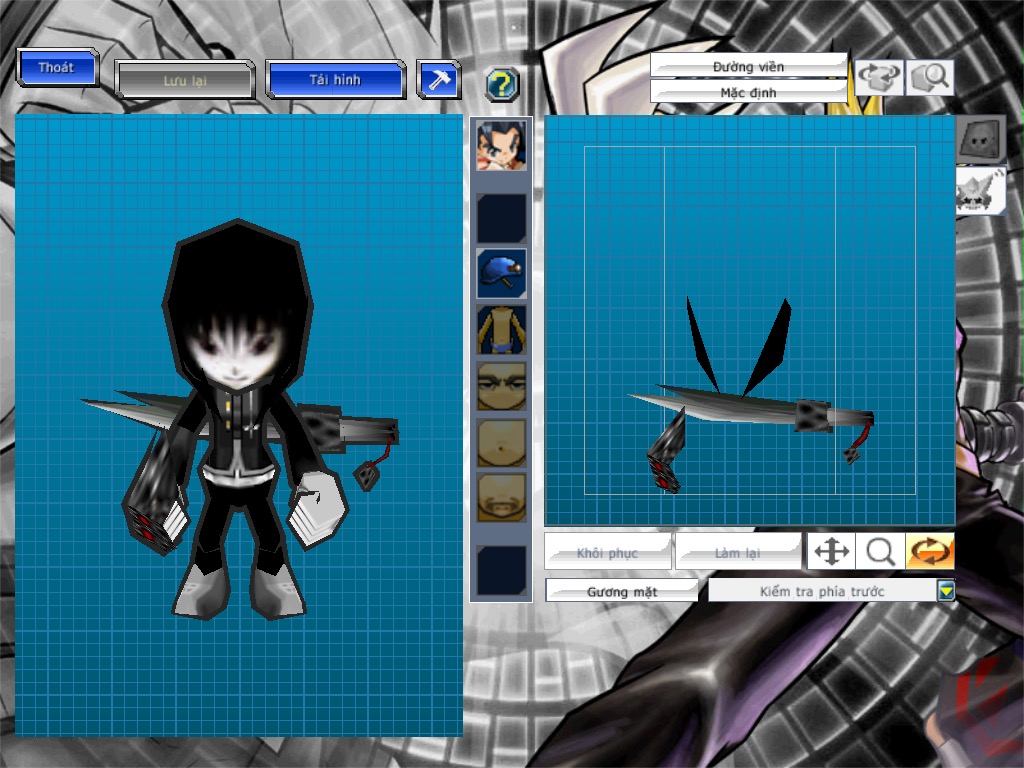 Thoát
Lưu lại
Tải hình
?
Đường viền
Mặc định
Khôi phục
Làm lại
Gương mặt
Kiểm tra phía trước